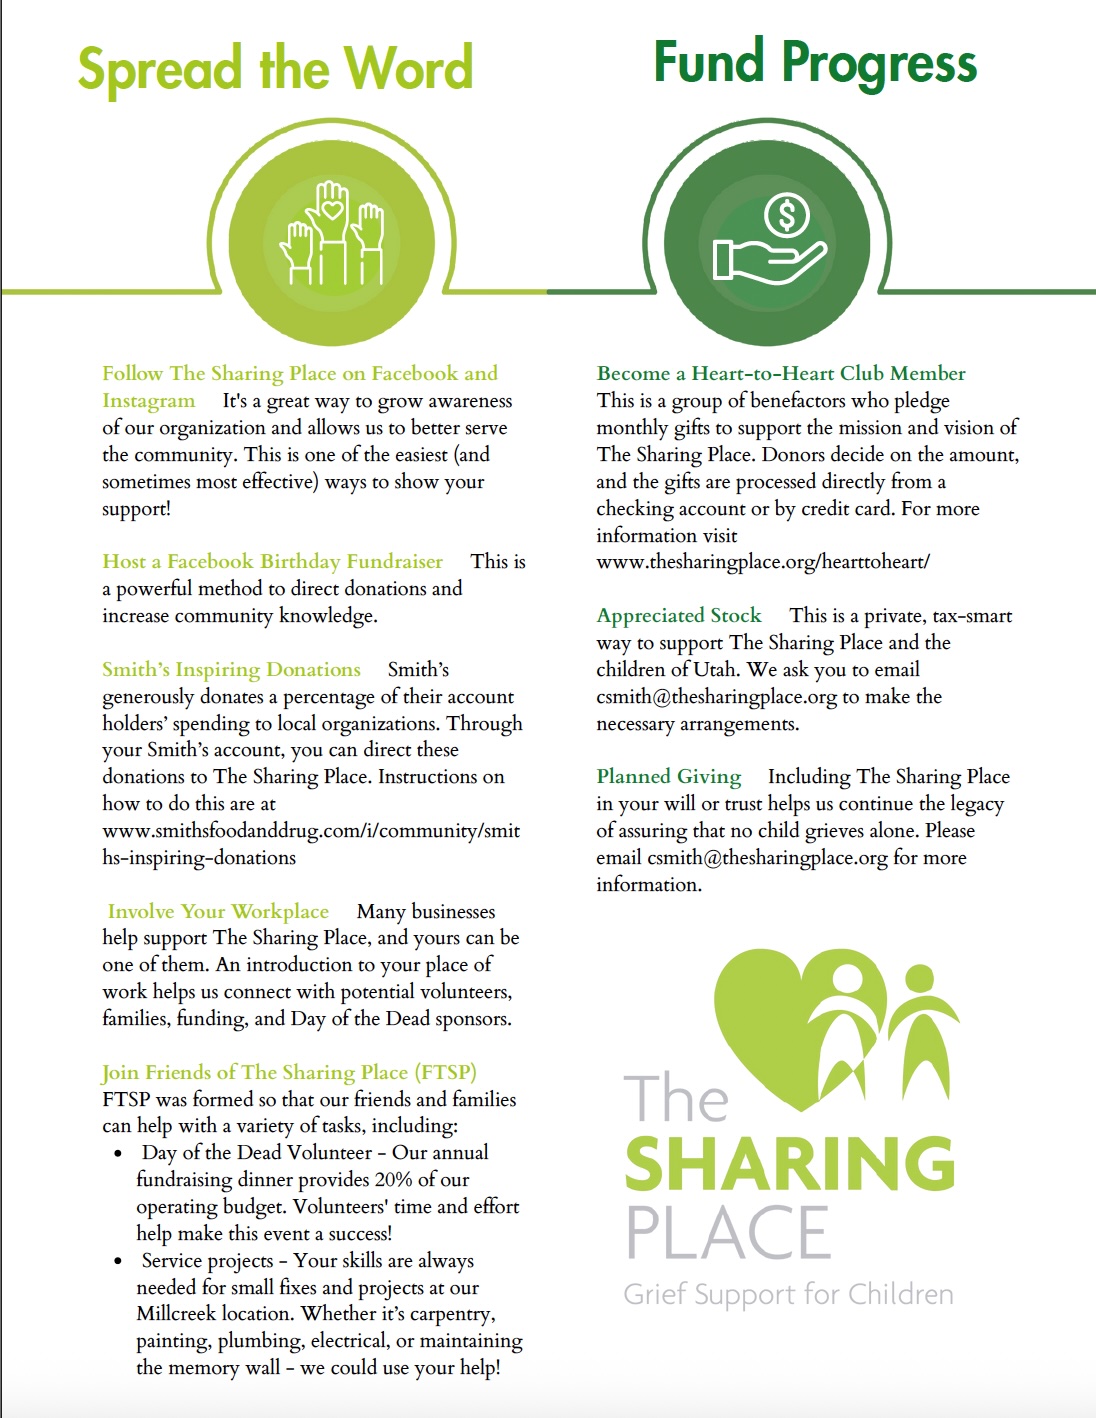 Spread the Word
Follow The Sharing Place on Facebook and
Instagram It's a great way to grow awareness
of our organization and allows us to better serve
the community. This is one of the easiest (and
sometimes most effective) ways to show your
support!
Host a Facebook Birthday Fundraiser This is
a powerful method to direct donations and
increase community knowledge.
Smith’s Inspiring Donations Smith’s
generously donates a percentage of their account
holders’ spending to local organizations. Through
your Smith’s account, you can direct these
donations to The Sharing Place. Instructions on
how to do this are at
www.smithsfoodanddrug.com/i/community/smit
hs-inspiring-donations
Involve Your Workplace Many businesses
help support The Sharing Place, and yours can be
one of them. An introduction to your place of
work helps us connect with potential volunteers,
families, funding, and Day of the Dead sponsors.
Join Friends of The Sharing Place (FTSP)
FTSP was formed so that our friends and families
can help with a variety of tasks, including:
• Day of the Dead Volunteer - Our annual
fundraising dinner provides 20% of our
operating budget. Volunteers' time and effort
help make this event a success!
• Service projects - Your skills are always
needed for small fixes and projects at our
Millcreek location. Whether it’s carpentry,
painting, plumbing, electrical, or maintaining
the memory wall - we could use your help!
Fund Progress
$
Become a Heart-to-Heart Club Member
This is a group of benefactors who pledge
monthly gifts to support the mission and vision of
The Sharing Place. Donors decide on the amount,
and the gifts are processed directly from a
checking account or by credit card. For more
information visit
www.thesharingplace.org/hearttoheart/
Appreciated Stock This is a private, tax-smart
way to support The Sharing Place and the
children of Utah. We ask you to email
csmith@thesharingplace.org to make the
necessary arrangements.
Planned Giving Including The Sharing Place
in your will or trust helps us continue the legacy
of assuring that no child grieves alone. Please
email csmith@thesharingplace.org for more
information.
The
SHARING
PLACE
Grief Support for Children